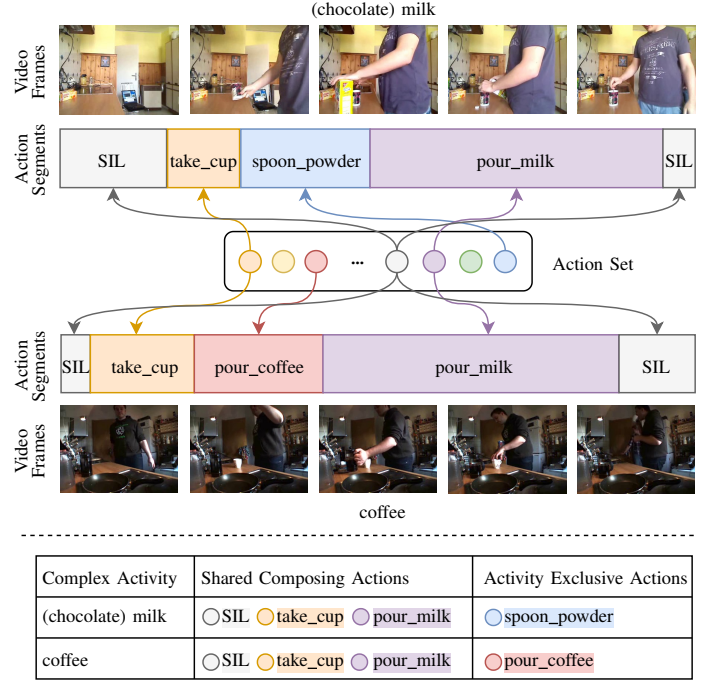 (chocolate) milk
Video
Frames
Action
Segments
SIL
take_cup
spoon_powder
pour_milk
SIL
...
Action Set
Action
Segments
SIL
take_cup
pour_coffee
pour_milk
SIL
Video
Frames
coffee
Complex Activity Shared Composing Actions Activity Exclusive Actions
(chocolate) milk SIL take_cup pour_milk spoon_powder
coffee SIL take_cup pour_milk pour_coffee